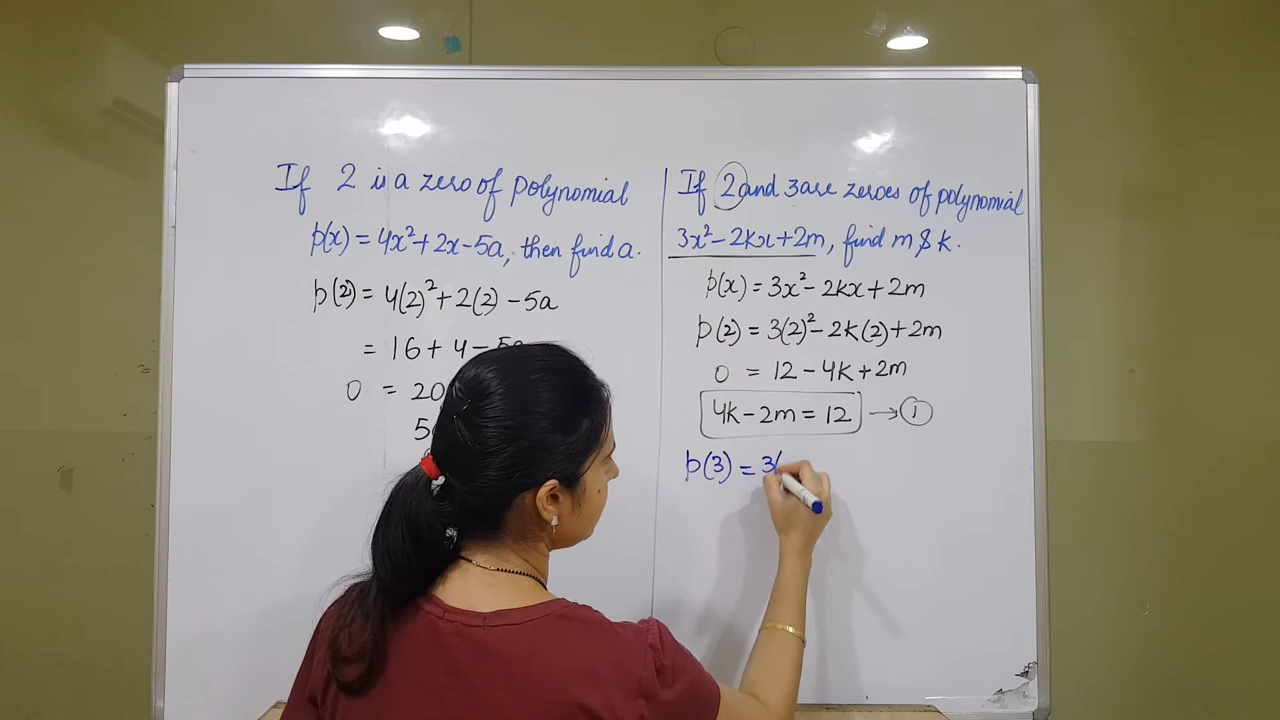 If 2 is a zero of polynomial
p(x) = 4x² + 2x - 5a, then find a.
p(2) = 4(2)² + 2(2) - 5a
= 16 + 4 - 5a
0 = 20
5
If 2 and 3 are zeroes of polynomial
3x² - 2kx + 2m, find m & k.
p(x) = 3x² - 2kx + 2m
p(2) = 3(2)² - 2k(2) + 2m
0 = 12 - 4k + 2m
4k - 2m = 12 → ①
p(3) = 3(